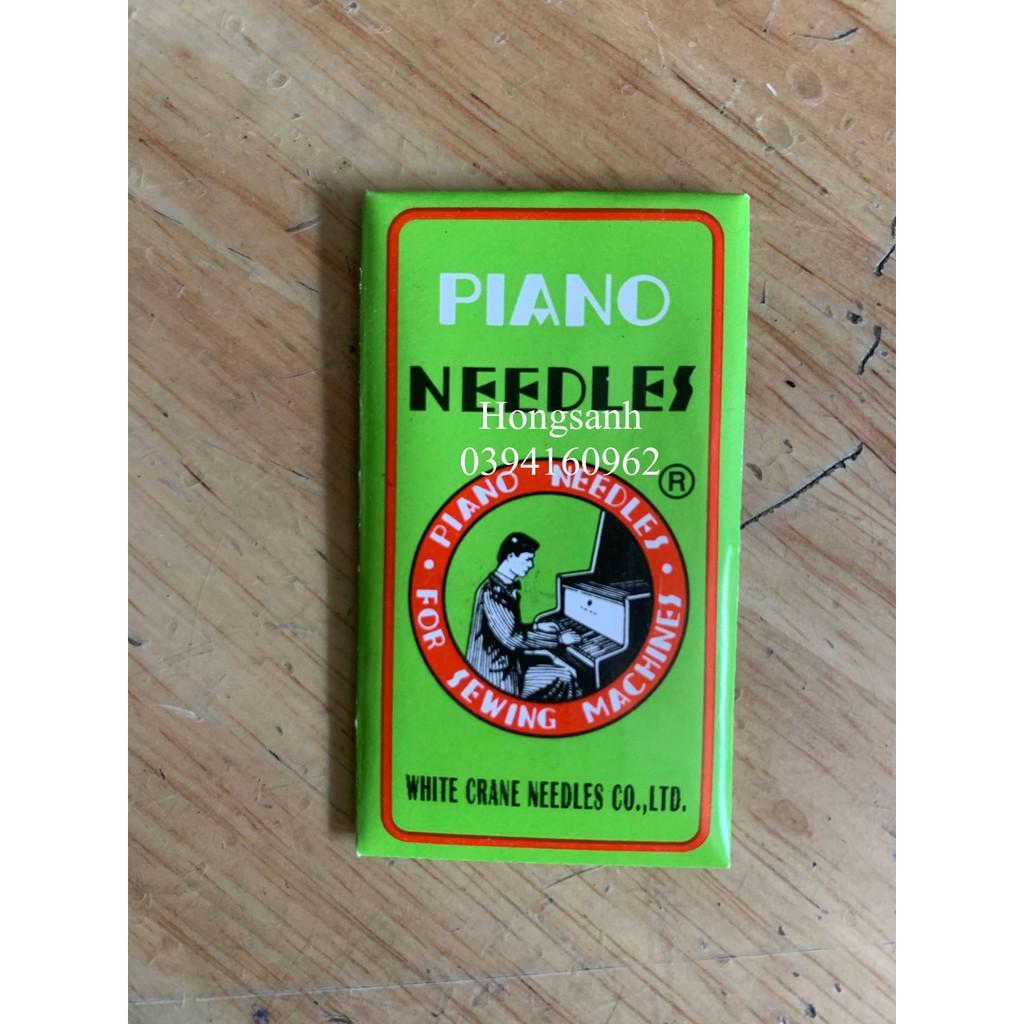 PIANO
NEEDLES
Hongsanh
0394160962
®
• PIANO NEEDLES •
FOR SEWING MACHINES
WHITE CRANE NEEDLES CO.,LTD.